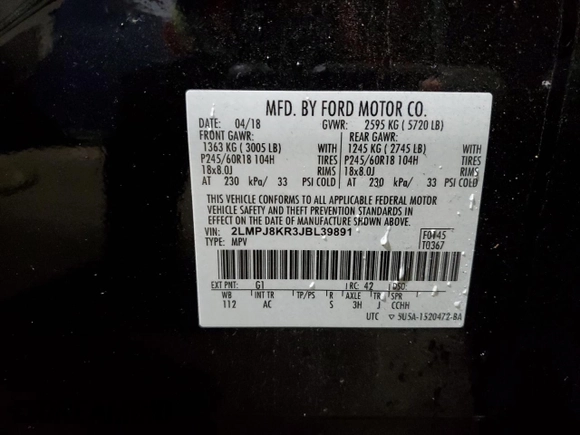 MFD. BY FORD MOTOR CO.
DATE: 04/18 GVWR: 2595 KG ( 5720 LB)
FRONT GAWR: REAR GAWR:
1363 KG ( 3005 LB) WITH 1245 KG ( 2745 LB) WITH
P245/60R18 104H TIRES P245/60R18 104H TIRES
18x8.0J RIMS 18x8.0J RIMS
AT 230 kPa/ 33 PSI COLD AT 230 kPa/ 33 PSI COLD
THIS VEHICLE CONFORMS TO ALL APPLICABLE FEDERAL MOTOR
VEHICLE SAFETY AND THEFT PREVENTION STANDARDS IN
EFFECT ON THE DATE OF MANUFACTURE SHOWN ABOVE.
VIN: 2LMPJ8KR3JBL39891 F0145
TYPE: MPV T0367
EXT PNT: G1 RC: 42 DSO:
WB INT TR TP/PS R AXLE TR SPR
112 AC S 3H J CCHH
UTC 5U5A-1520472-BA